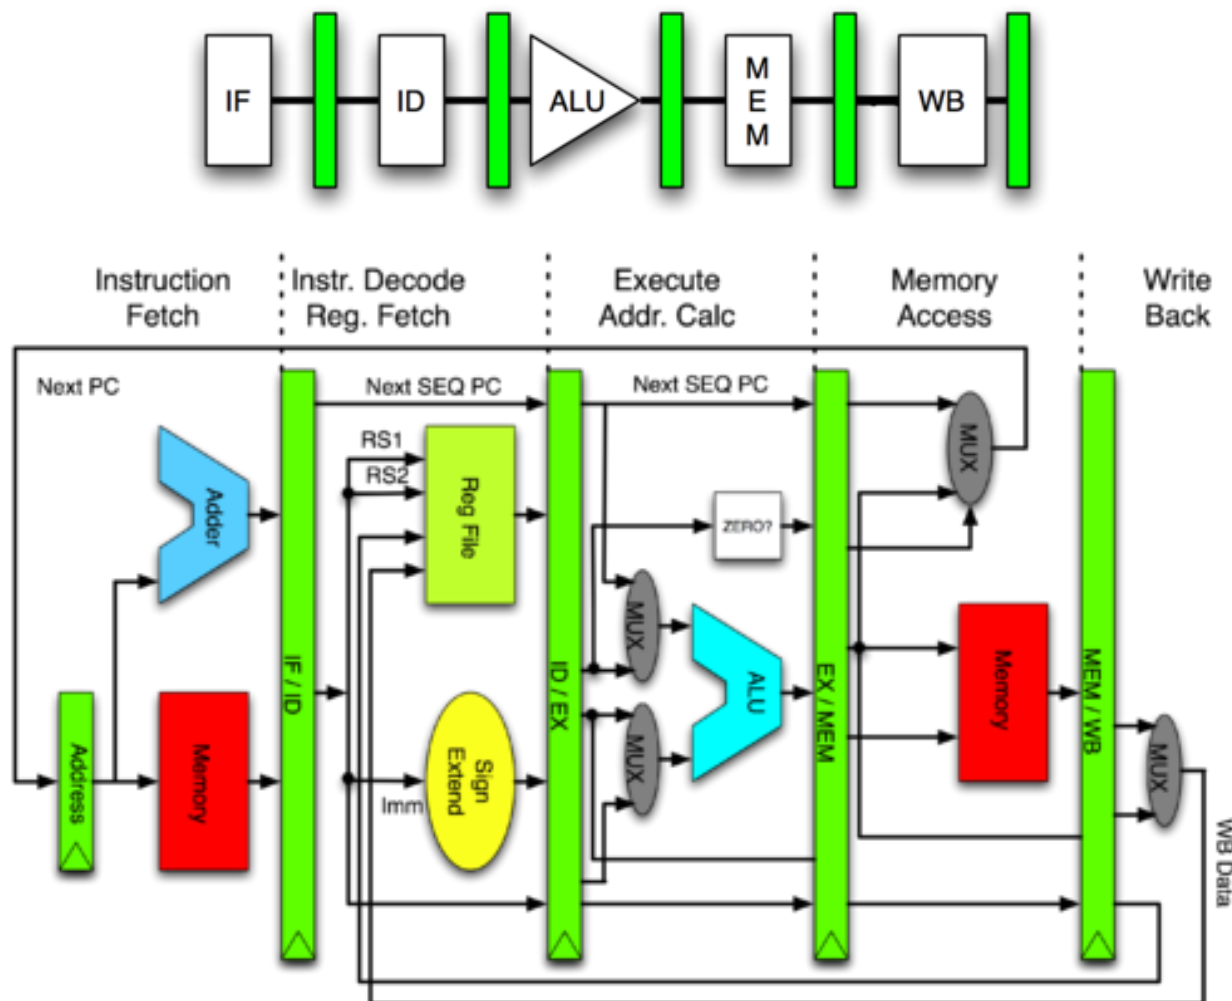 IF
ID
ALU
M
E
M
WB
Instruction
Fetch
Instr. Decode
Reg. Fetch
Execute
Addr. Calc
Memory
Access
Write
Back
Next PC
Next SEQ PC
Next SEQ PC
RS1
RS2
Adder
Reg File
ZERO?
MUX
MUX
MUX
MUX
Address
Memory
IF / ID
Imm
Sign
Extend
ID / EX
ALU
EX / MEM
Memory
MEM / WB
WB Data